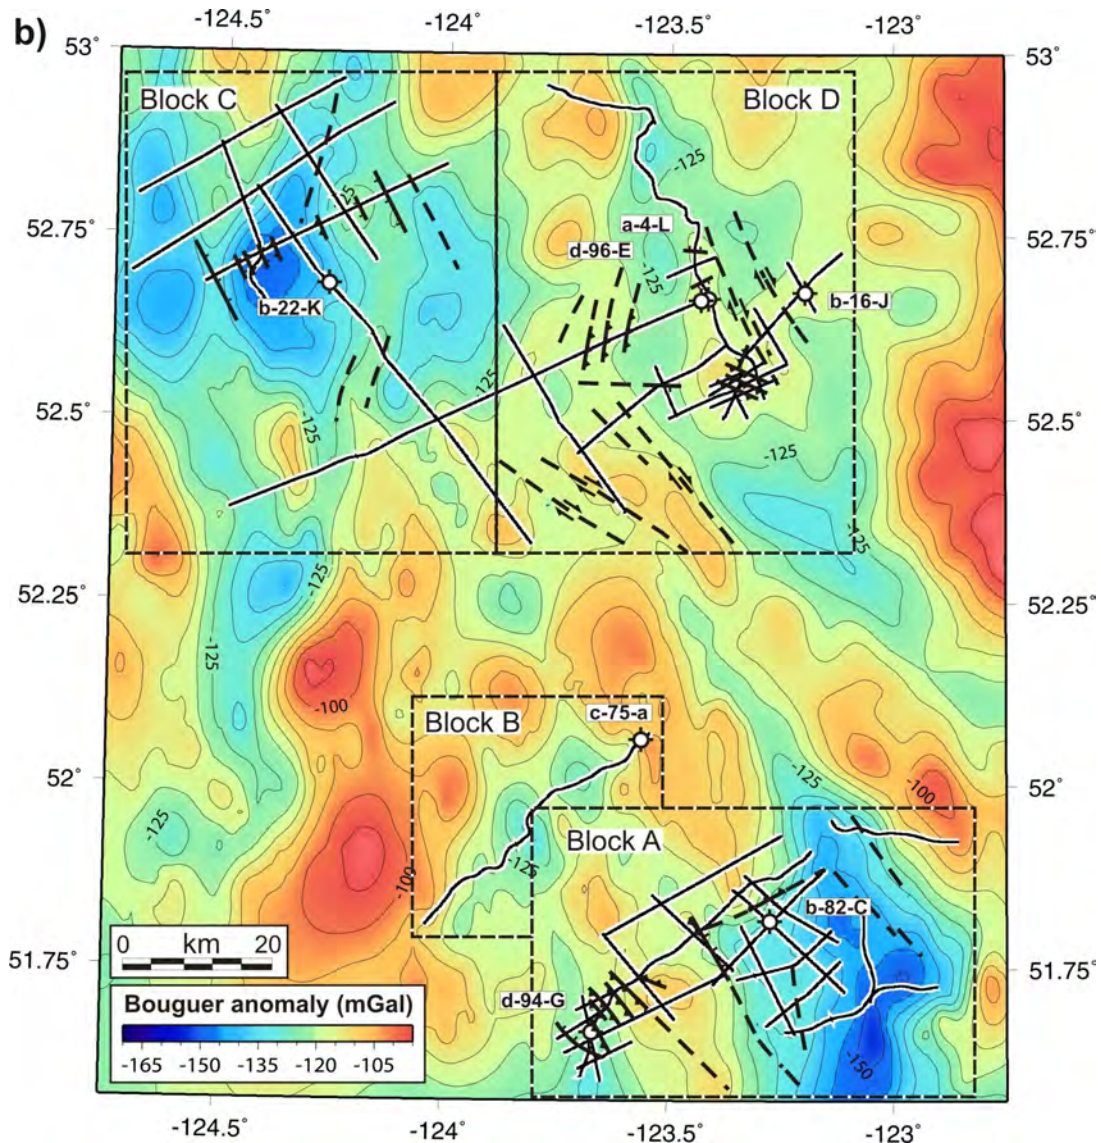 b)
-124.5° -124° -123.5° -123°
53° 53°
Block C Block D
-125
52.75° 52.75°
-125
a-4-L
d-96-E
-125
b-22-K b-16-J
125
52.5° 52.5°
-125
-125
-125
52.25° 52.25°
-125
-125
-100
c-75-a
Block B
52° 52°
-125
-100
-125
Block A
-125
-100
b-82-C
0 km 20
51.75° 51.75°
d-94-G
Bouguer anomaly (mGal)
-165 -150 -135 -120 -105
-150
-124.5° -124° -123.5° -123°